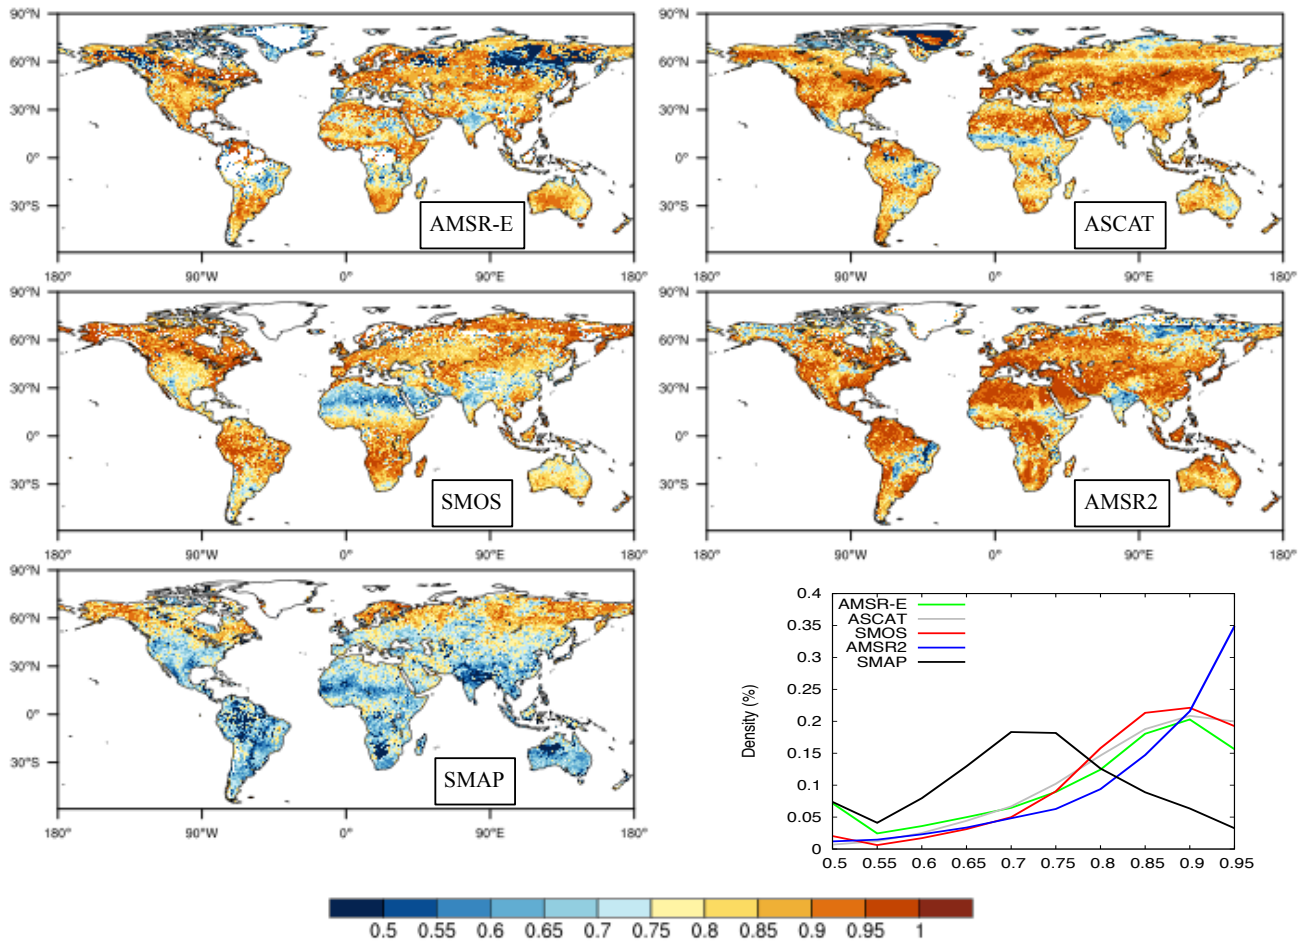 90°N 90°N
60°N 60°N
30°N 30°N
0° 0°
30°S 30°S
AMSR-E ASCAT
180° 90°W 0° 90°E 180° 180° 90°W 0° 90°E 180°
90°N 90°N
60°N 60°N
30°N 30°N
0° 0°
30°S 30°S
SMOS AMSR2
180° 90°W 0° 90°E 180° 180° 90°W 0° 90°E 180°
90°N
60°N
30°N
0°
30°S
SMAP
180° 90°W 0° 90°E 180°
0.4
0.35
0.3
0.25
0.2
0.15
0.1
0.05
0
Density (%)
AMSR-E
ASCAT
SMOS
AMSR2
SMAP
0.5 0.55 0.6 0.65 0.7 0.75 0.8 0.85 0.9 0.95
0.5 0.55 0.6 0.65 0.7 0.75 0.8 0.85 0.9 0.95 1